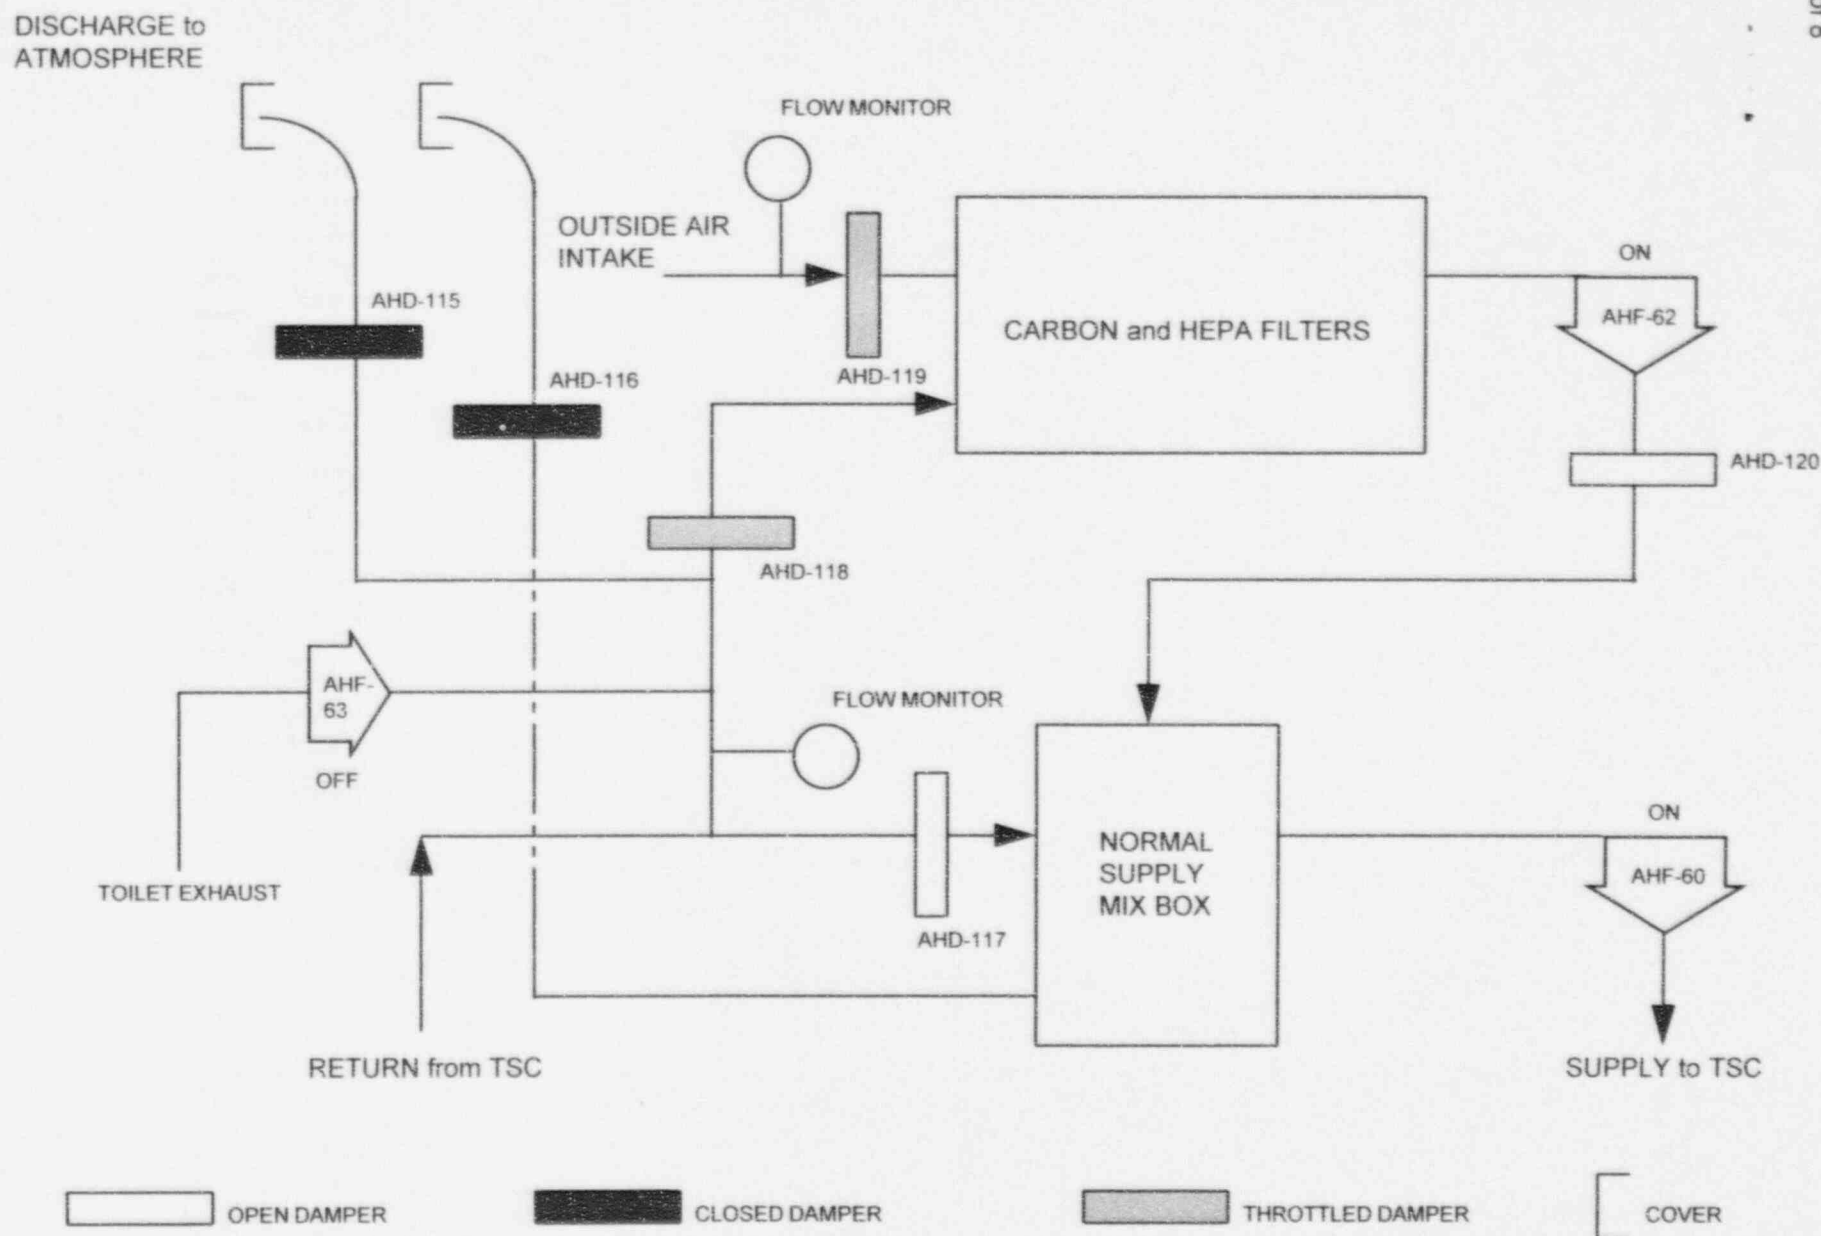 DISCHARGE to
ATMOSPHERE
FLOW MONITOR
OUTSIDE AIR
INTAKE
ON
AHD-115
CARBON and HEPA FILTERS
AHF-62
AHD-119
AHD-116
AHD-120
AHD-118
AHF-
63
OFF
FLOW MONITOR
TOILET EXHAUST
NORMAL
SUPPLY
MIX BOX
ON
AHF-60
AHD-117
RETURN from TSC
SUPPLY to TSC
OPEN DAMPER
CLOSED DAMPER
THROTTLED DAMPER
COVER